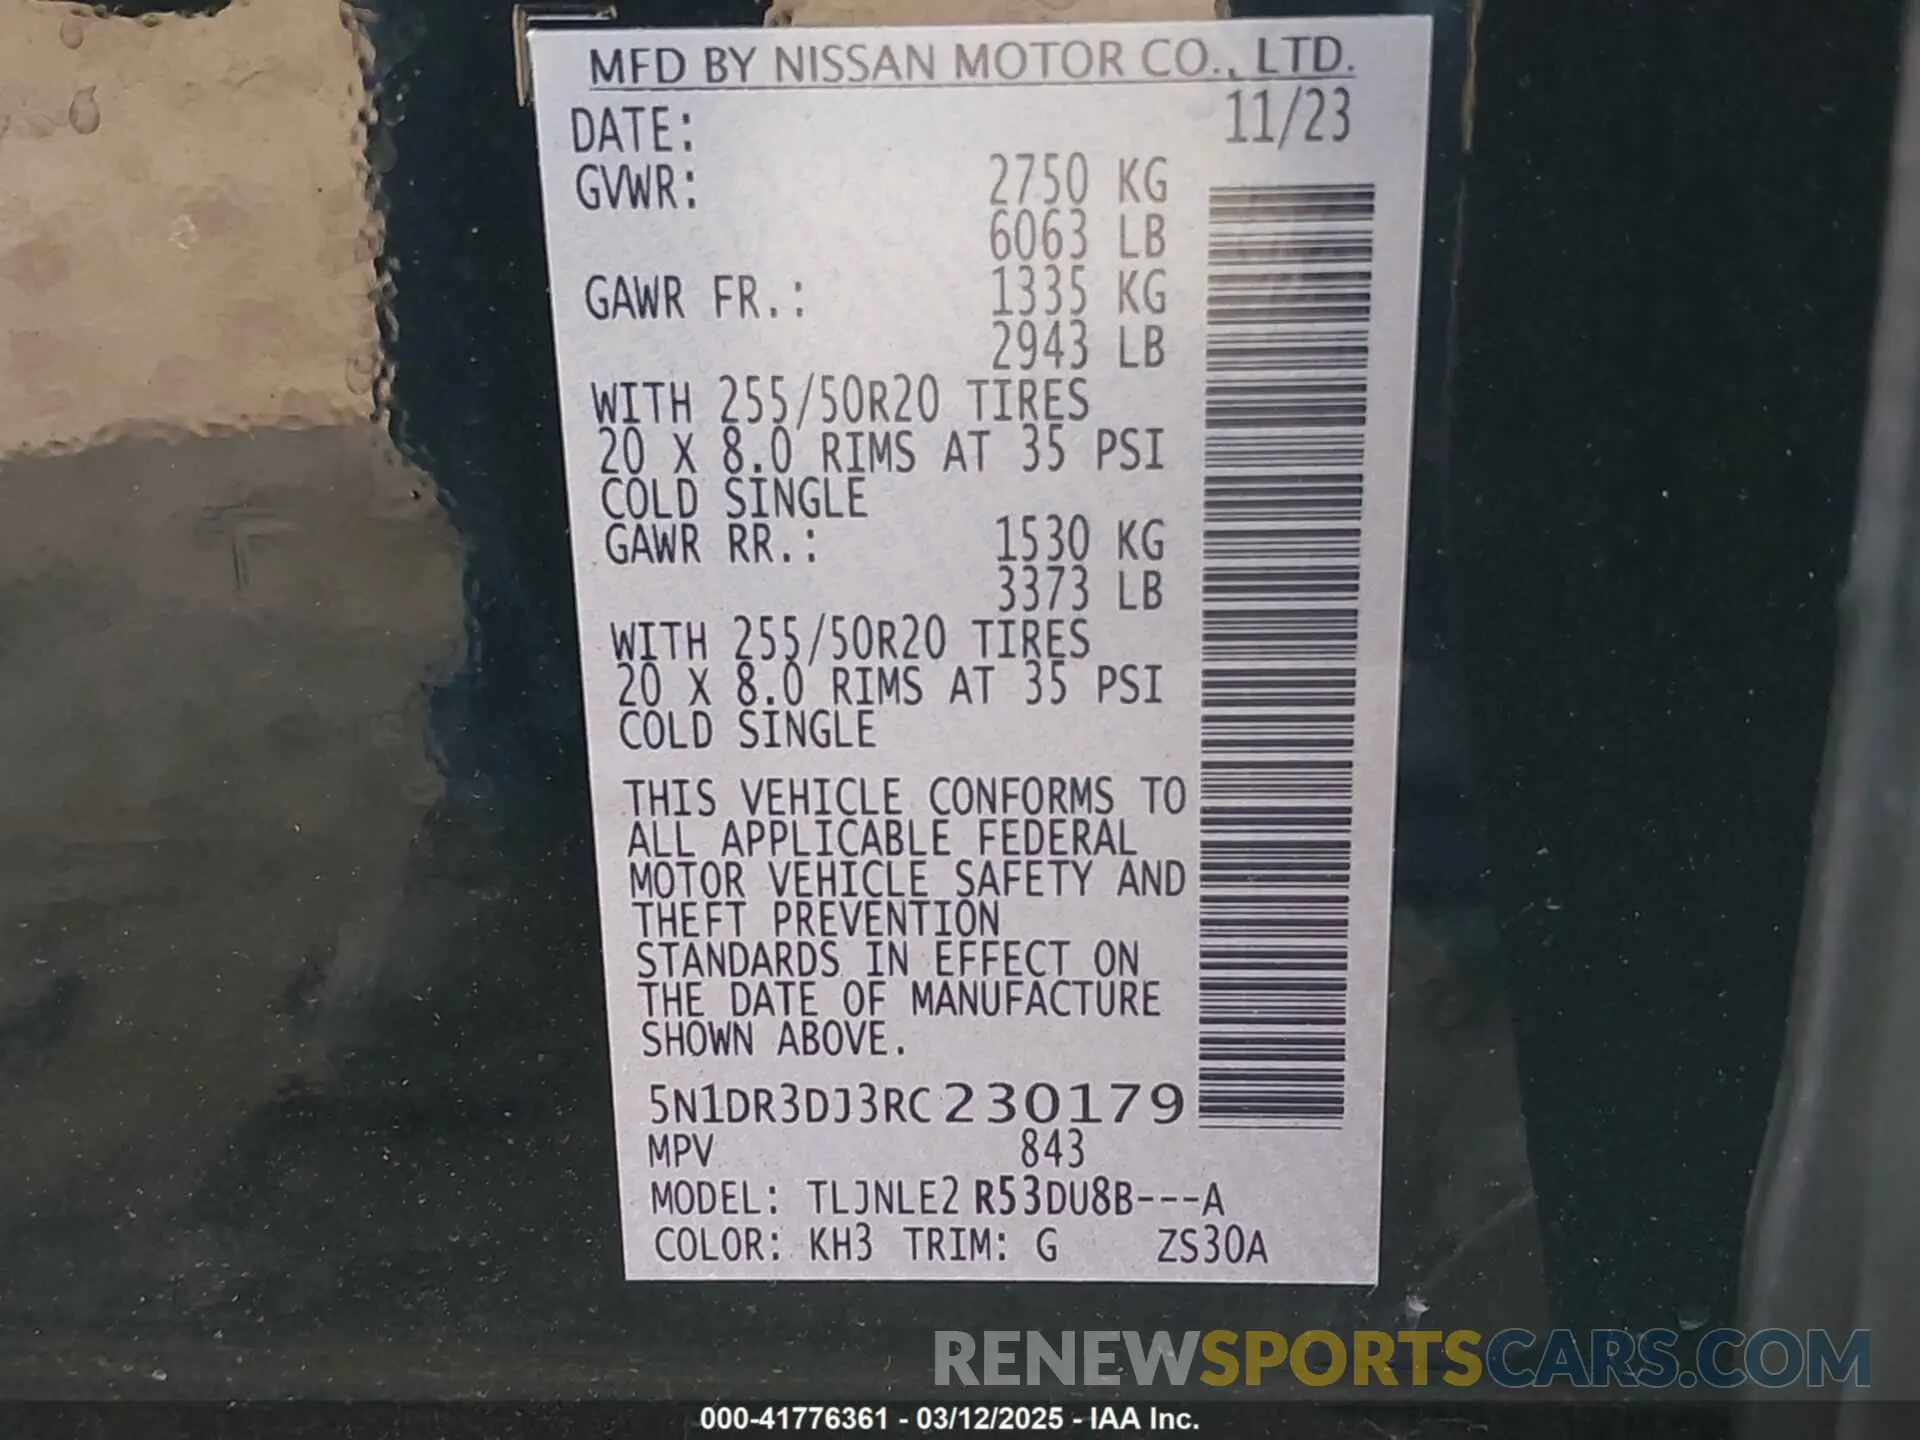 MFD BY NISSAN MOTOR CO., LTD.
DATE: 11/23
GVWR: 2750 KG
6063 LB
GAWR FR.: 1335 KG
2943 LB
WITH 255/50R20 TIRES
20 X 8.0 RIMS AT 35 PSI
COLD SINGLE
GAWR RR.: 1530 KG
3373 LB
WITH 255/50R20 TIRES
20 X 8.0 RIMS AT 35 PSI
COLD SINGLE
THIS VEHICLE CONFORMS TO
ALL APPLICABLE FEDERAL
MOTOR VEHICLE SAFETY AND
THEFT PREVENTION
STANDARDS IN EFFECT ON
THE DATE OF MANUFACTURE
SHOWN ABOVE.
5N1DR3DJ3RC230179
MPV 843
MODEL: TLJNLE2 R53DU8B---A
COLOR: KH3 TRIM: G ZS30A
RENEWSPORTSCARS.COM
000-41776361 - 03/12/2025 - IAA Inc.